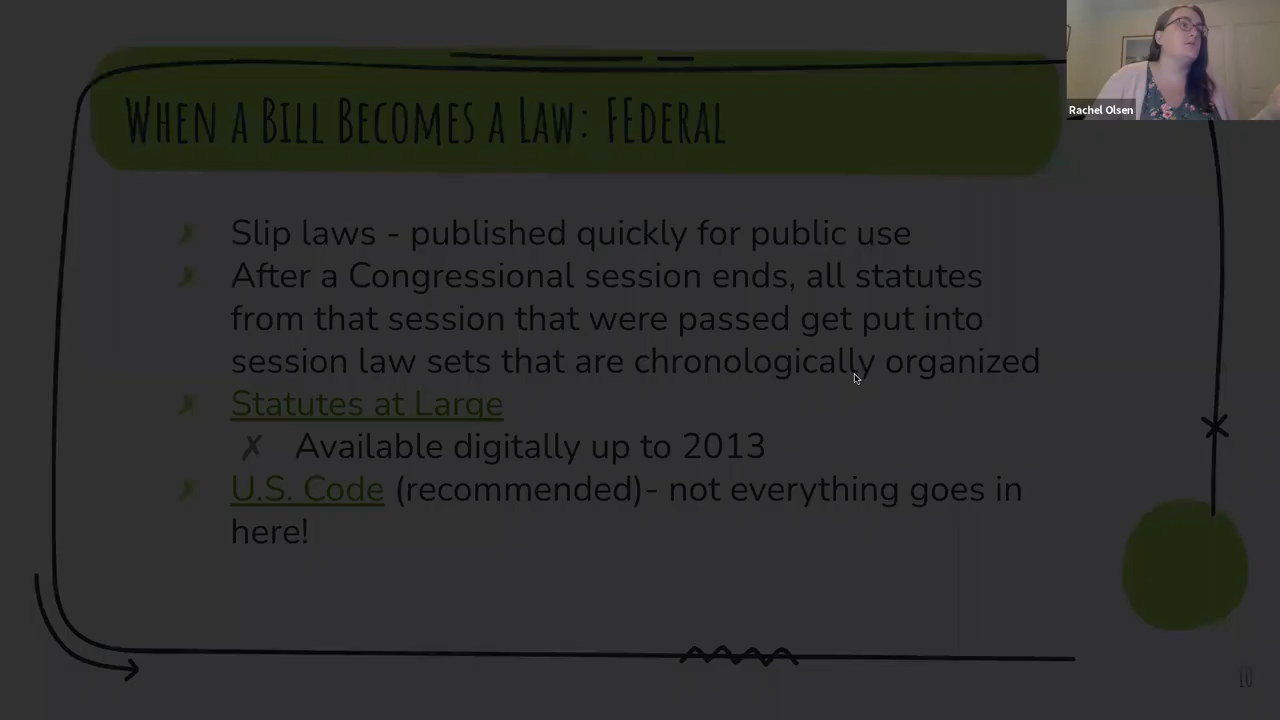 When a Bill Becomes a Law: FEderal
Rachel Olsen
✗ Slip laws - published quickly for public use
✗ After a Congressional session ends, all statutes
from that session that were passed get put into
session law sets that are chronologically organized
✗ Statutes at Large
✗ Available digitally up to 2013
✗ U.S. Code (recommended)- not everything goes in
here!
10